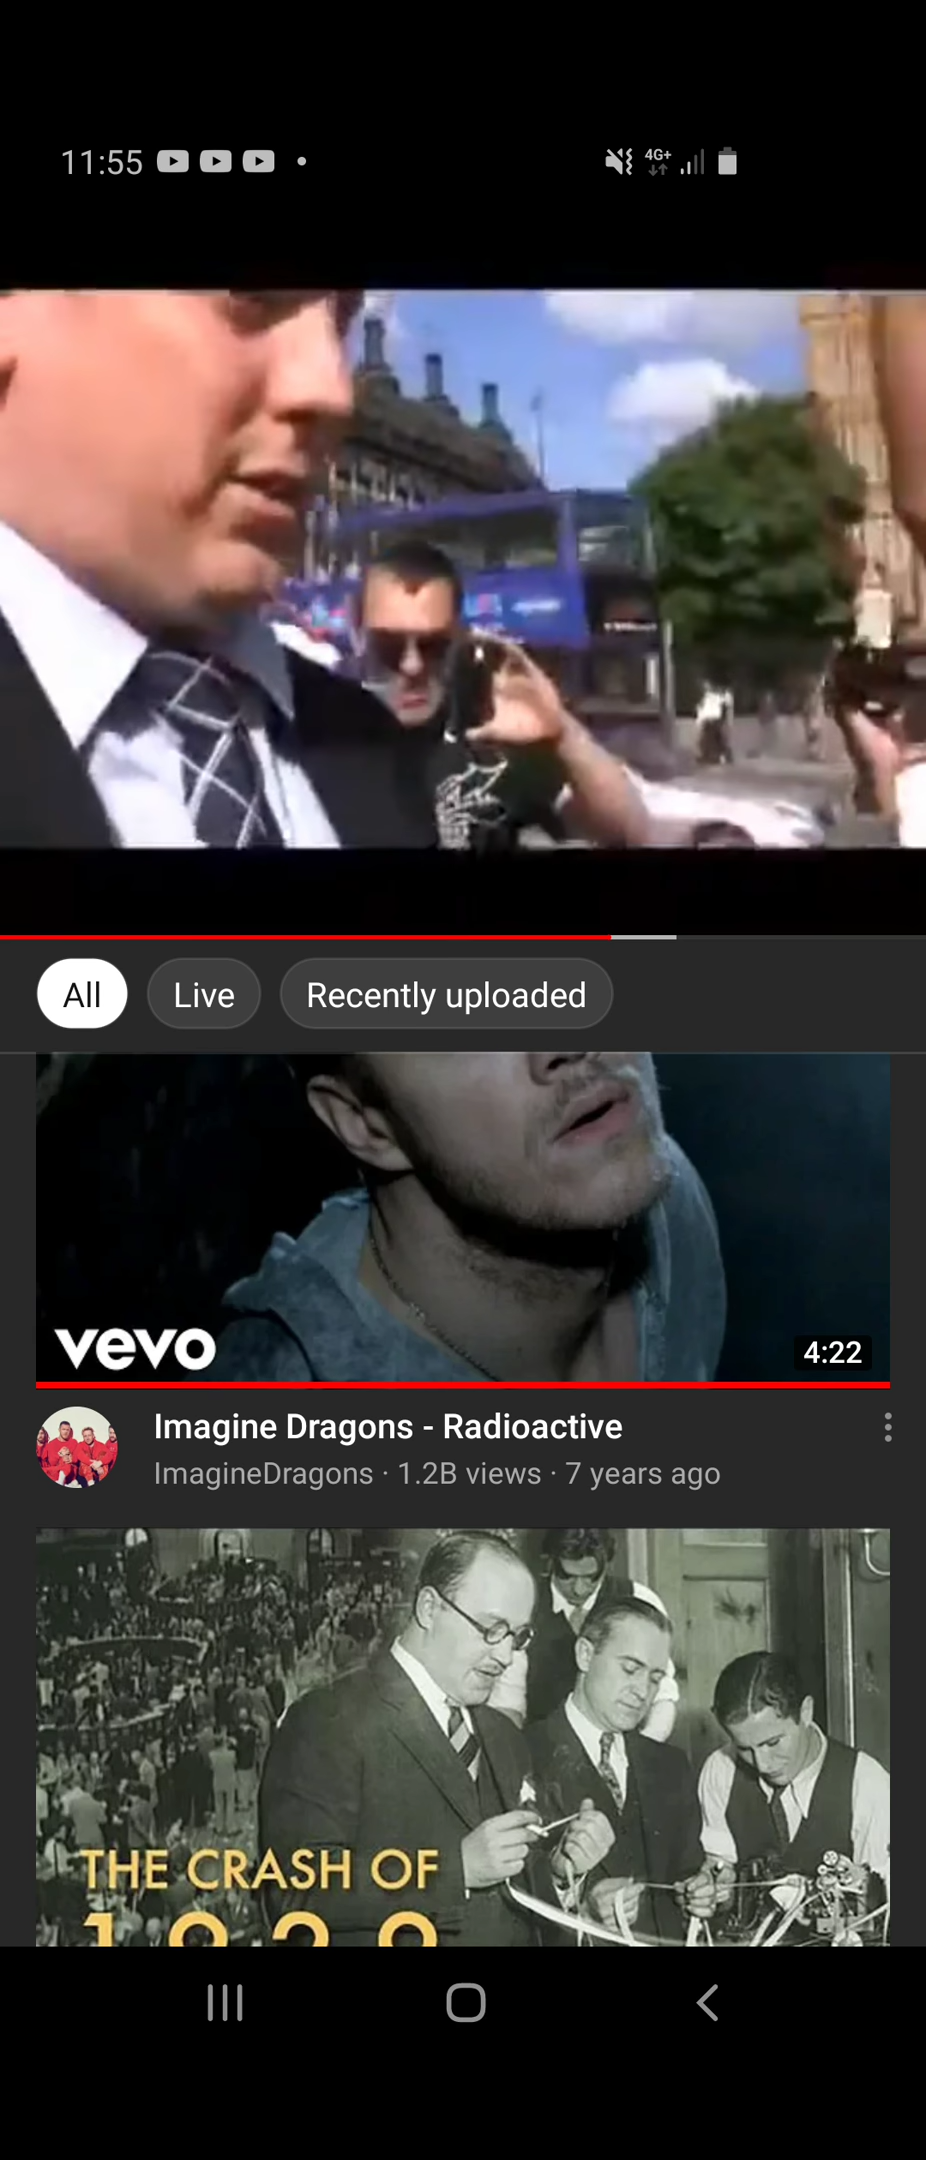 11:55
4G+
All
Live
Recently uploaded
vevo
4:22
Imagine Dragons - Radioactive
ImagineDragons · 1.2B views · 7 years ago
THE CRASH OF
1929